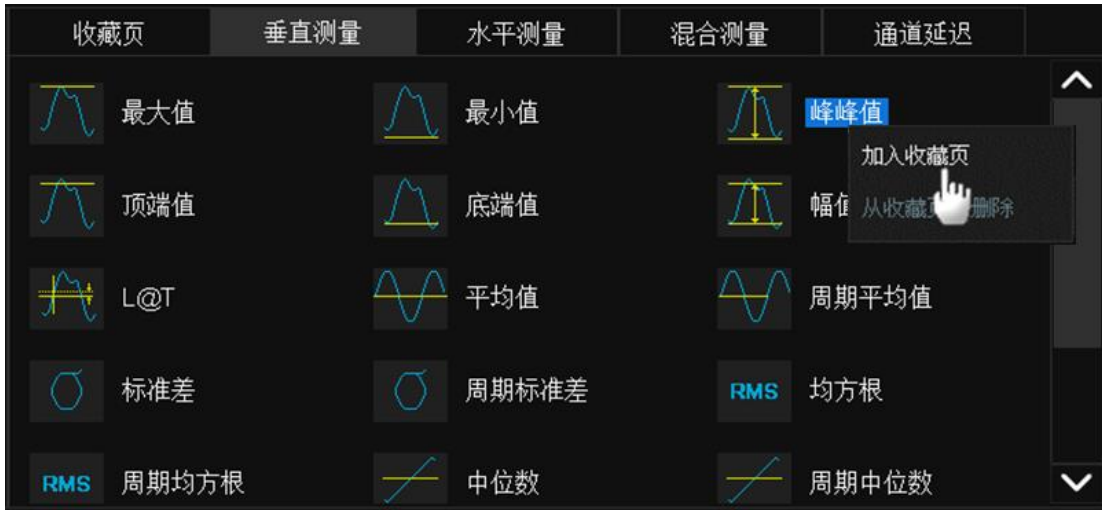 收藏页 垂直测量 水平测量 混合测量 通道延迟
最大值 最小值 峰峰值
加入收藏页
顶端值 底端值 幅值
从收藏页 删除
L@T 平均值 周期平均值
标准差 周期标准差 RMS 均方根
RMS 周期均方根 中位数 周期中位数